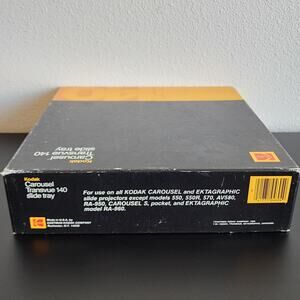 Kodak
Carousel
Transvue 140
slide tray
Kodak
Carousel
Transvue 140
slide tray
For use on all KODAK CAROUSEL and EKTAGRAPHIC
slide projectors except models 550, 550R, 570, AV580,
RA-950, CAROUSEL S, pocket, and EKTAGRAPHIC
model RA-960.
Made in U.S.A. by
EASTMAN KODAK COMPANY
Rochester, N.Y. 14650